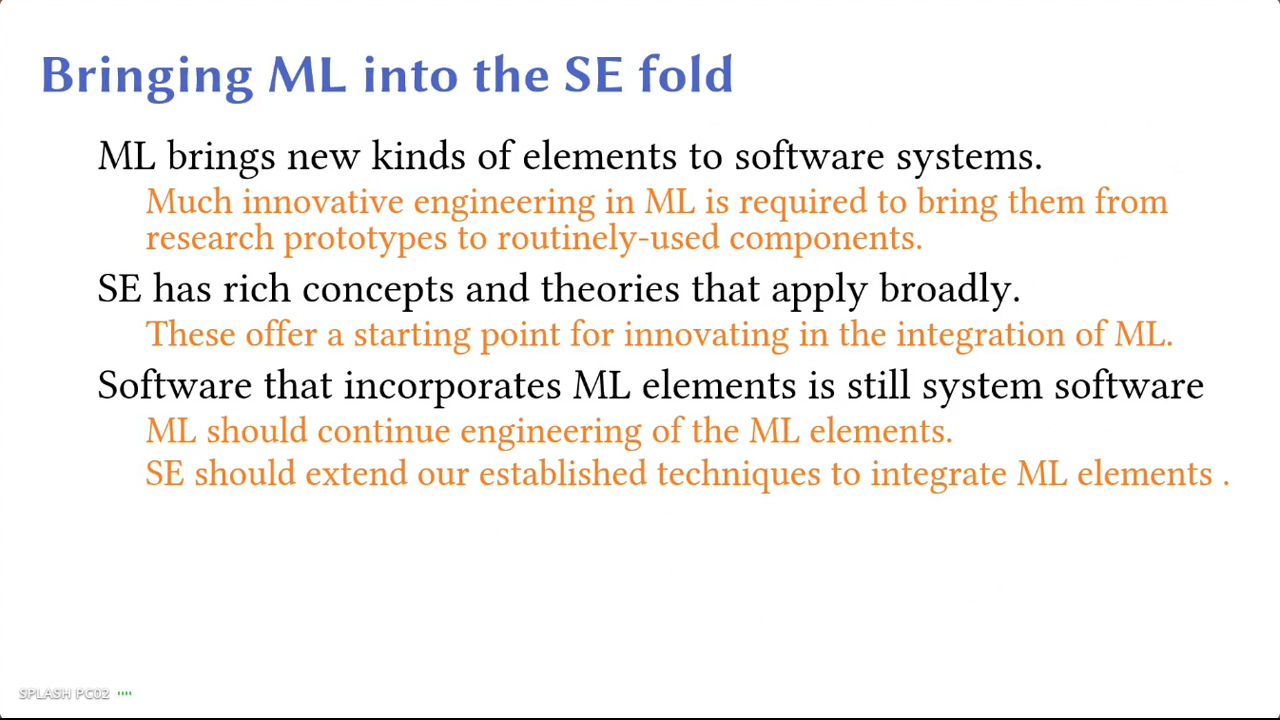 Bringing ML into the SE fold
ML brings new kinds of elements to software systems.
Much innovative engineering in ML is required to bring them from
research prototypes to routinely-used components.
SE has rich concepts and theories that apply broadly.
These offer a starting point for innovating in the integration of ML.
Software that incorporates ML elements is still system software
ML should continue engineering of the ML elements.
SE should extend our established techniques to integrate ML elements .
SPLASH PC02